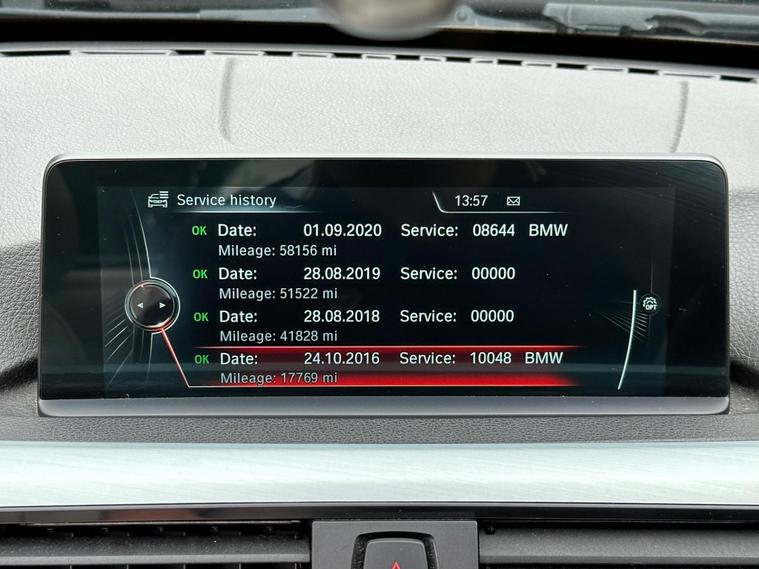 Service history 13:57
OK Date: 01.09.2020 Service: 08644 BMW
Mileage: 58156 mi
OK Date: 28.08.2019 Service: 00000
Mileage: 51522 mi
OK Date: 28.08.2018 Service: 00000
Mileage: 41828 mi
OK Date: 24.10.2016 Service: 10048 BMW
Mileage: 17769 mi
OPT